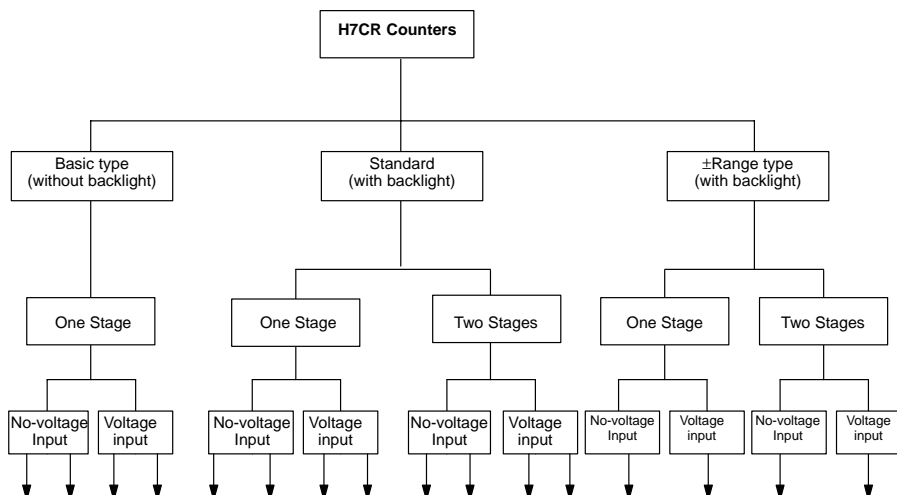 H7CR Counters
Basic type
(without backlight)
Standard
(with backlight)
±Range type
(with backlight)
One Stage
One Stage
Two Stages
One Stage
Two Stages
No-voltage
Input
Voltage
input
No-voltage
Input
Voltage
input
No-voltage
Input
Voltage
input
No-voltage
Input
Voltage
input
No-voltage
Input
Voltage
input